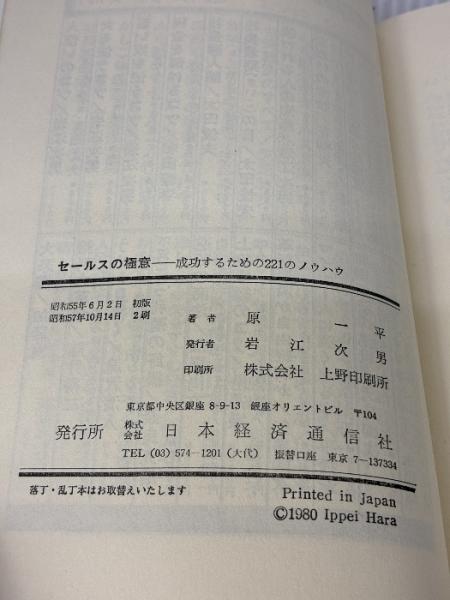 セールスの極意——成功するための221のノウハウ
昭和55年6月2日 初版
昭和57年10月14日 2刷
著者 原一平
発行者 岩江次男
印刷所 株式会社 上野印刷所
東京都中央区銀座 8-9-13 銀座オリエントビル 〒104
発行所 株式会社 日本経済通信社
TEL (03) 574-1201 (大代) 振替口座 東京 7-137334
落丁・乱丁本はお取替えいたします
Printed in Japan
©1980 Ippei Hara